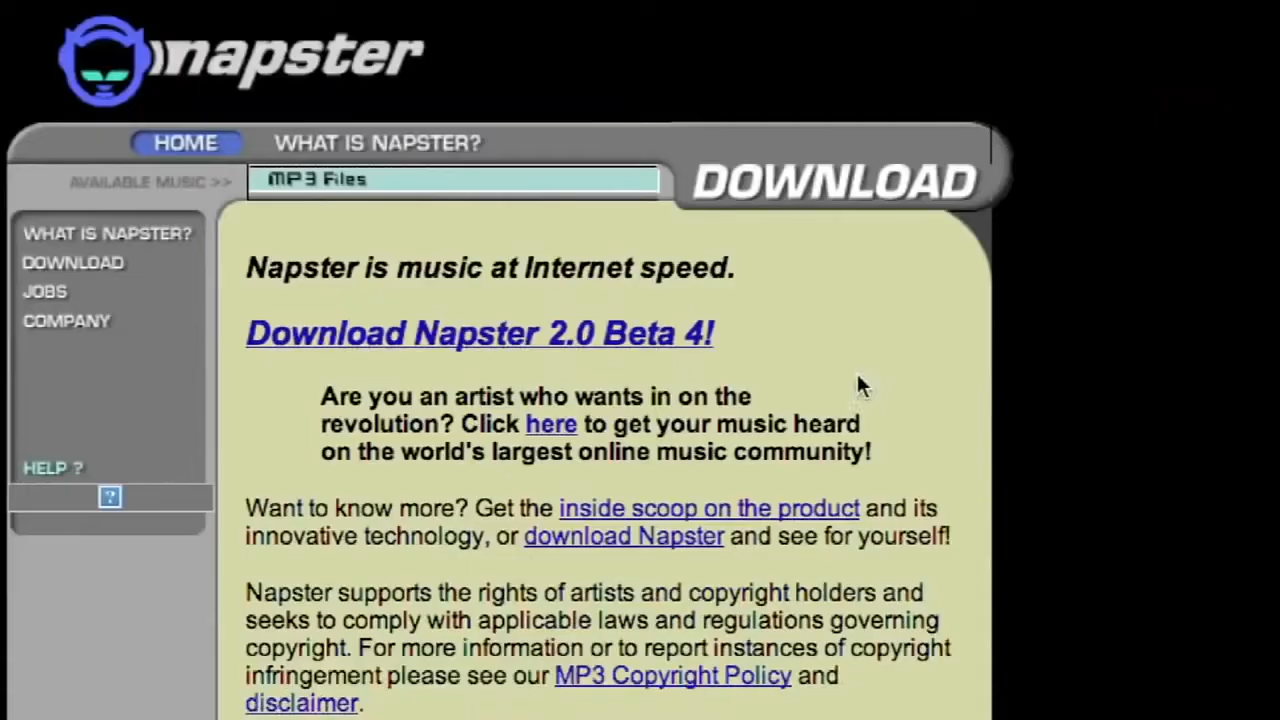 napster
HOME WHAT IS NAPSTER?
AVAILABLE MUSIC >> MP3 Files DOWNLOAD
WHAT IS NAPSTER?
DOWNLOAD
JOBS
COMPANY
HELP ?
?
Napster is music at Internet speed.
Download Napster 2.0 Beta 4!
Are you an artist who wants in on the
revolution? Click here to get your music heard
on the world's largest online music community!
Want to know more? Get the inside scoop on the product and its
innovative technology, or download Napster and see for yourself!
Napster supports the rights of artists and copyright holders and
seeks to comply with applicable laws and regulations governing
copyright. For more information or to report instances of copyright
infringement please see our MP3 Copyright Policy and
disclaimer.